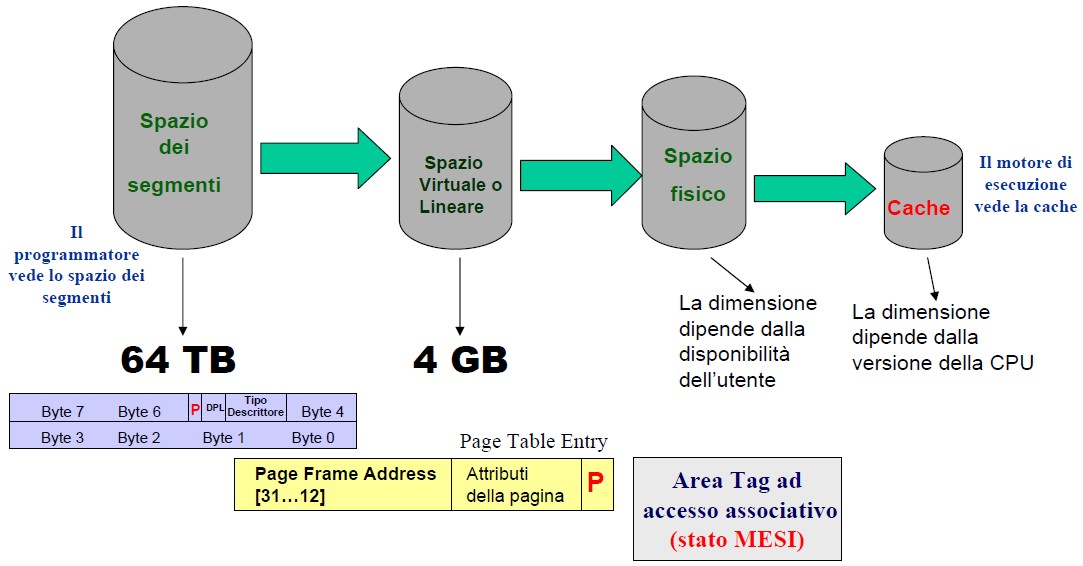 Spazio
dei
segmenti
Spazio
Virtuale o
Lineare
Spazio
fisico
Cache
Il motore di
esecuzione
vede la cache
Il
programmatore
vede lo spazio dei
segmenti
64 TB
4 GB
La dimensione
dipende dalla
disponibilità
dell'utente
La dimensione
dipende dalla
versione della CPU
Byte 7 Byte 6 P DPL Tipo Descrittore Byte 4
Byte 3 Byte 2 Byte 1 Byte 0
Page Table Entry
Page Frame Address
[31…12]
Attributi
della pagina
P
Area Tag ad
accesso associativo
(stato MESI)